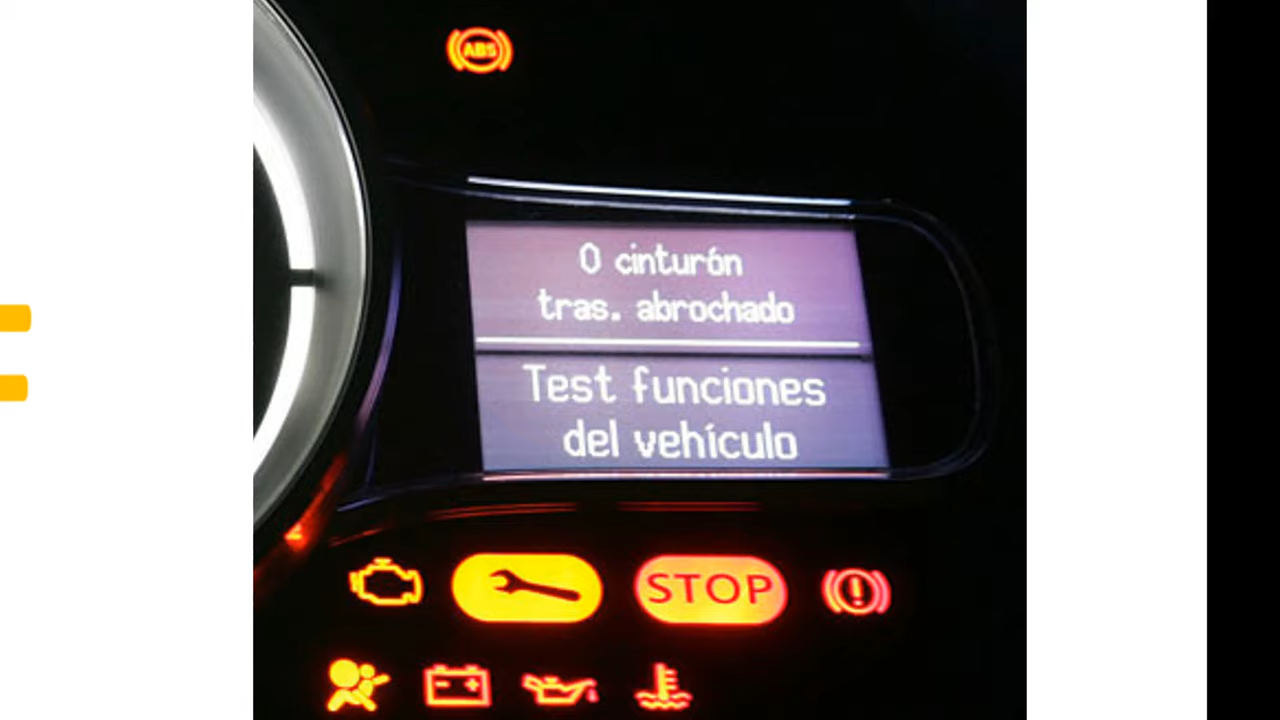 ABS
0 cinturón
tras. abrochado
Test funciones
del vehículo
STOP